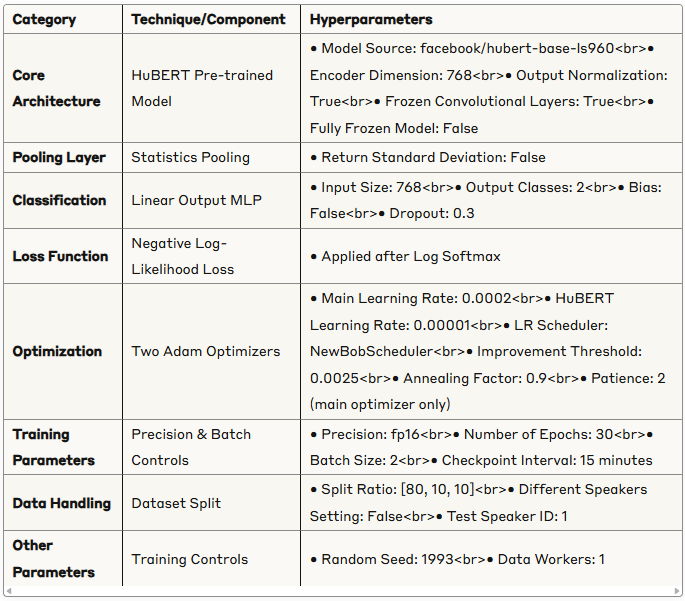 Category Technique/Component Hyperparameters
Core Architecture
HuBERT Pre-trained Model
• Model Source: facebook/hubert-base-ls960<br>•
Encoder Dimension: 768<br>• Output Normalization:
True<br>• Frozen Convolutional Layers: True<br>•
Fully Frozen Model: False
Pooling Layer
Statistics Pooling
• Return Standard Deviation: False
Classification
Linear Output MLP
• Input Size: 768<br>• Output Classes: 2<br>• Bias:
False<br>• Dropout: 0.3
Loss Function
Negative Log-
Likelihood Loss
• Applied after Log Softmax
Optimization
Two Adam Optimizers
• Main Learning Rate: 0.0002<br>• HuBERT
Learning Rate: 0.00001<br>• LR Scheduler:
NewBobScheduler<br>• Improvement Threshold:
0.0025<br>• Annealing Factor: 0.9<br>• Patience: 2
(main optimizer only)
Training
Parameters
Precision & Batch
Controls
• Precision: fp16<br>• Number of Epochs: 30<br>•
Batch Size: 2<br>• Checkpoint Interval: 15 minutes
Data Handling
Dataset Split
• Split Ratio: [80, 10, 10]<br>• Different Speakers
Setting: False<br>• Test Speaker ID: 1
Other
Parameters
Training Controls
• Random Seed: 1993<br>• Data Workers: 1